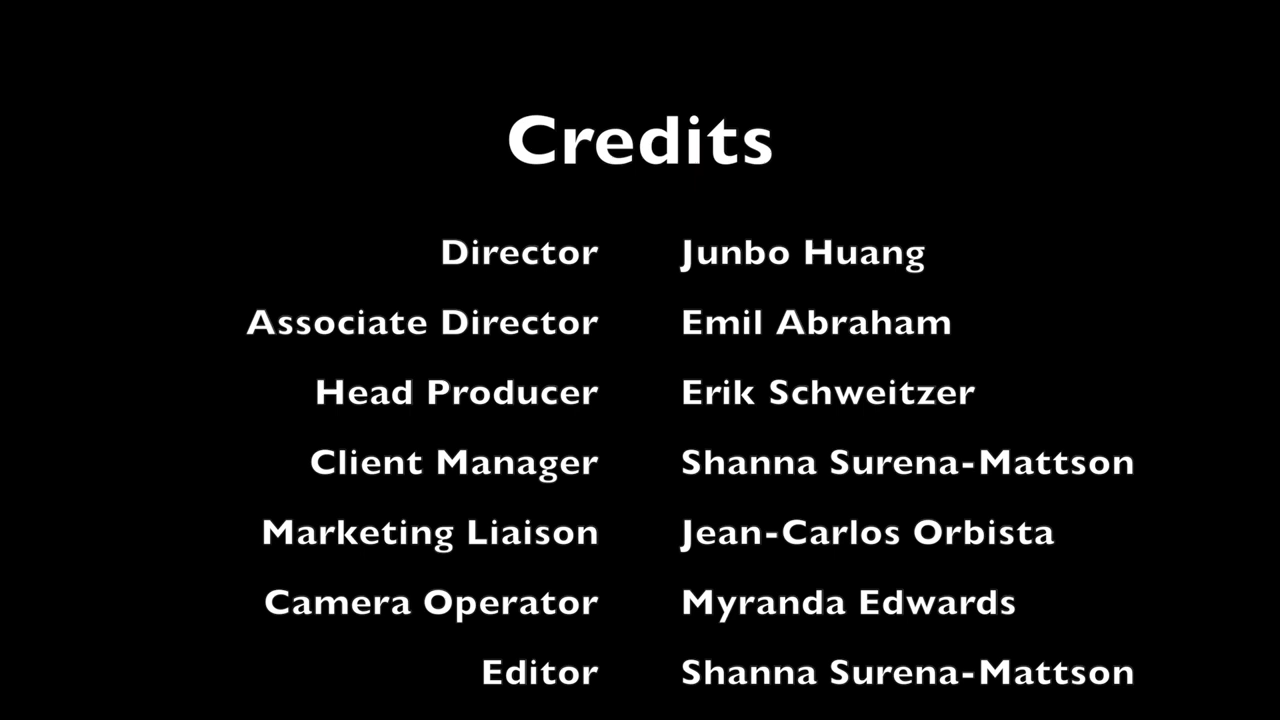 Credits
Director Junbo Huang
Associate Director Emil Abraham
Head Producer Erik Schweitzer
Client Manager Shanna Surena-Mattson
Marketing Liaison Jean-Carlos Orbista
Camera Operator Myranda Edwards
Editor Shanna Surena-Mattson